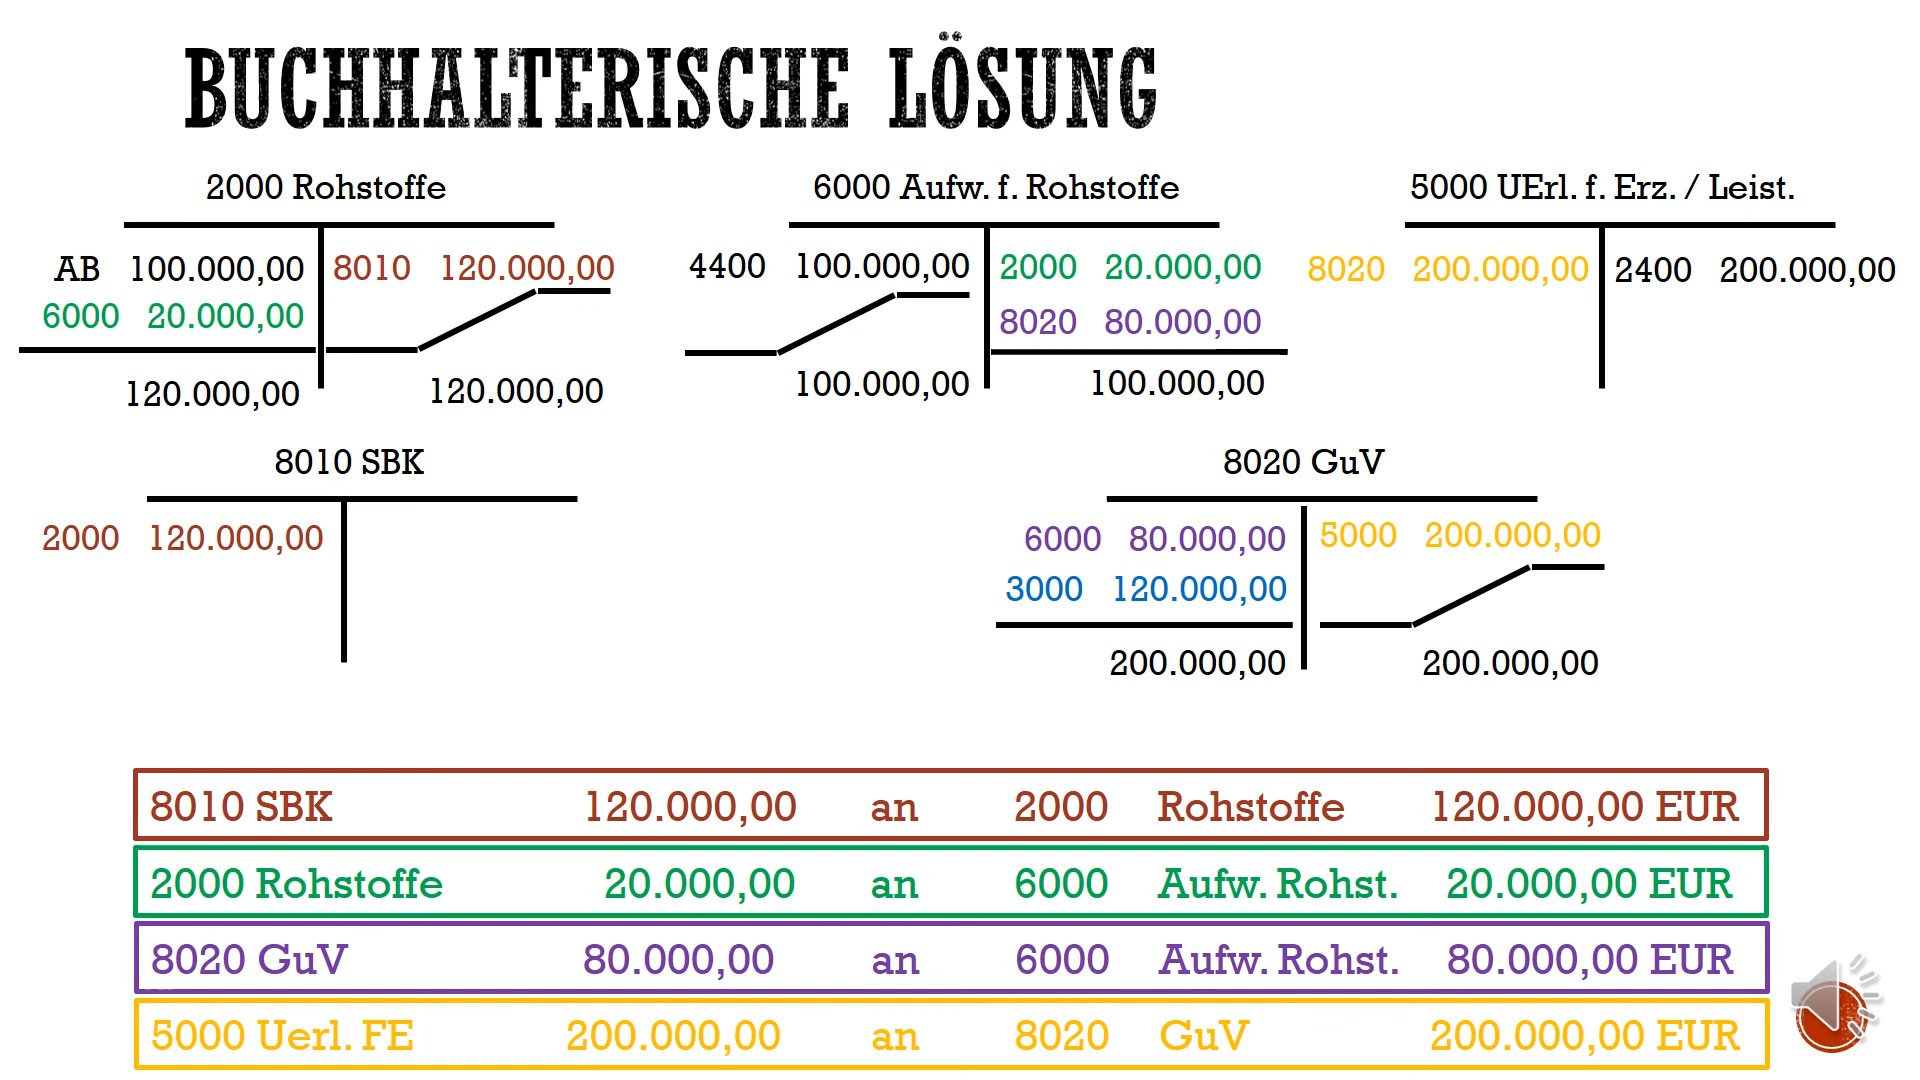 BUCHHALTERISCHE LÖSUNG
2000 Rohstoffe
AB 100.000,00 8010 120.000,00
6000 20.000,00
120.000,00 120.000,00
6000 Aufw. f. Rohstoffe
4400 100.000,00 2000 20.000,00
8020 80.000,00
100.000,00 100.000,00
5000 UErl. f. Erz. / Leist.
8020 200.000,00 2400 200.000,00
8010 SBK
2000 120.000,00
8020 GuV
6000 80.000,00 5000 200.000,00
3000 120.000,00
200.000,00 200.000,00
8010 SBK 120.000,00 an 2000 Rohstoffe 120.000,00 EUR
2000 Rohstoffe 20.000,00 an 6000 Aufw. Rohst. 20.000,00 EUR
8020 GuV 80.000,00 an 6000 Aufw. Rohst. 80.000,00 EUR
5000 Uerl. FE 200.000,00 an 8020 GuV 200.000,00 EUR